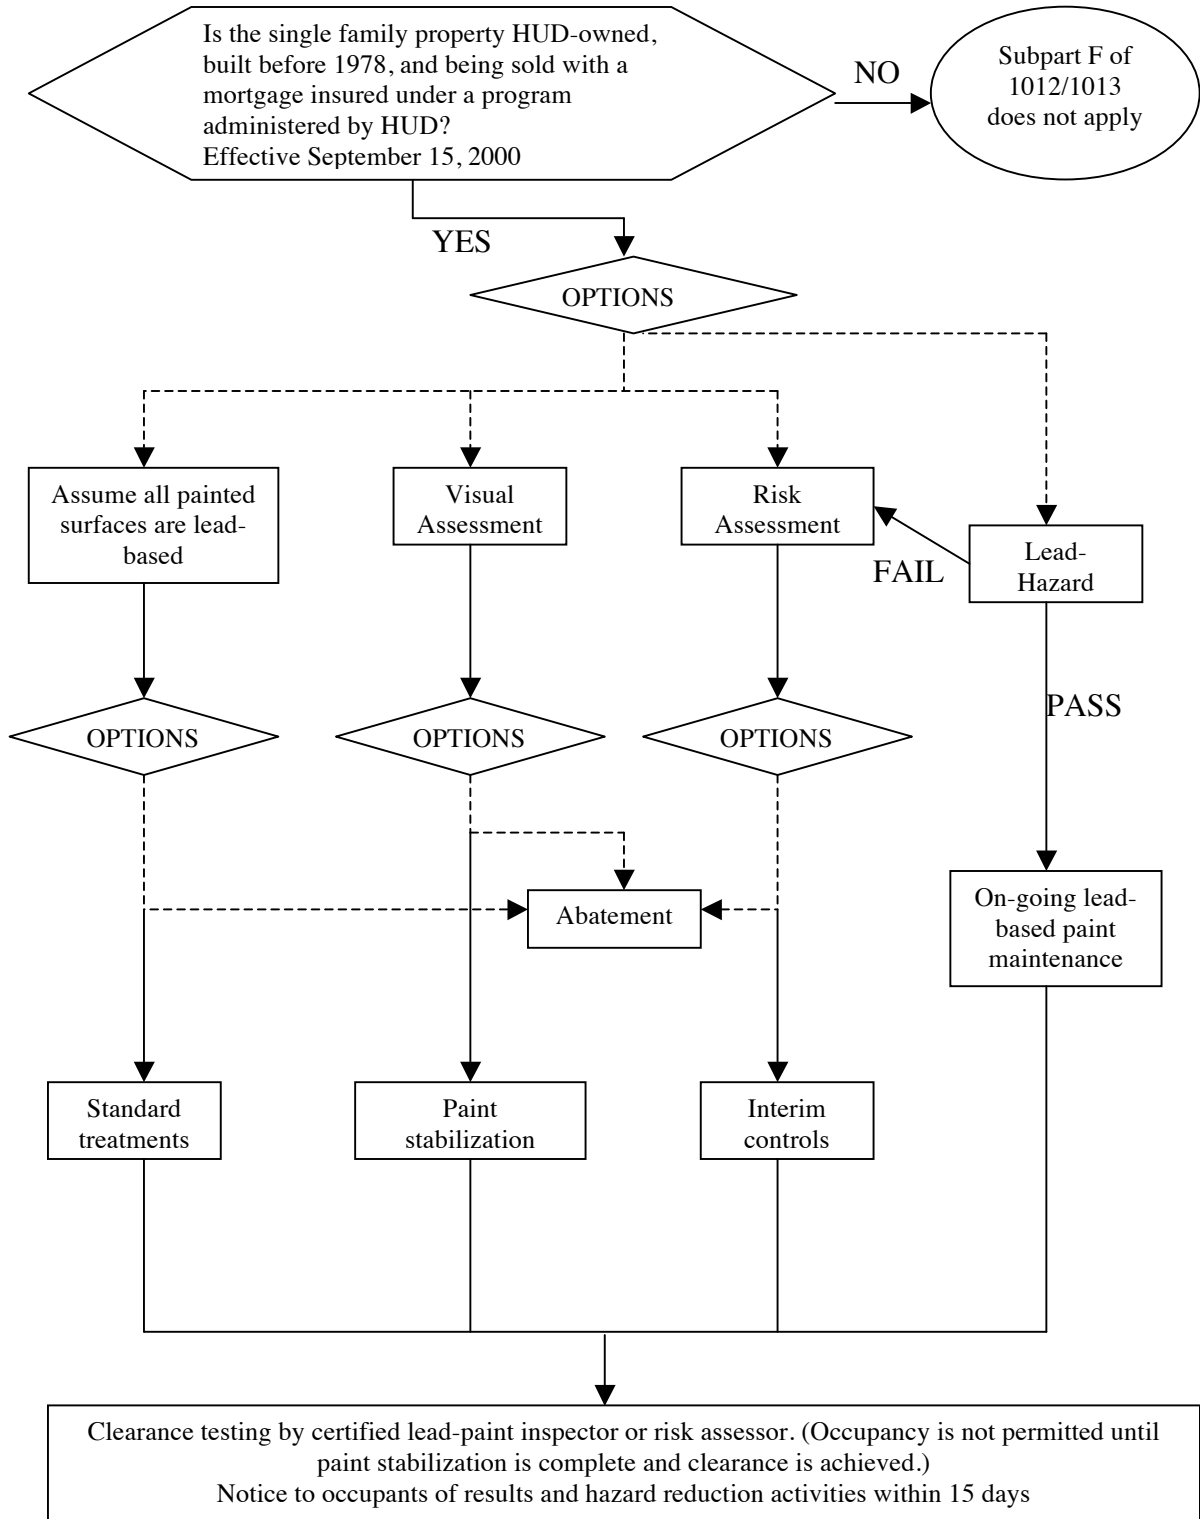 Is the single family property HUD-owned,
built before 1978, and being sold with a
mortgage insured under a program
administered by HUD?
Effective September 15, 2000
NO
Subpart F of
1012/1013
does not apply
YES
OPTIONS
Assume all painted
surfaces are lead-
based
Visual
Assessment
Risk
Assessment
FAIL
Lead-
Hazard
OPTIONS
OPTIONS
OPTIONS
PASS
Abatement
On-going lead-
based paint
maintenance
Standard
treatments
Paint
stabilization
Interim
controls
Clearance testing by certified lead-paint inspector or risk assessor. (Occupancy is not permitted until
paint stabilization is complete and clearance is achieved.)
Notice to occupants of results and hazard reduction activities within 15 days